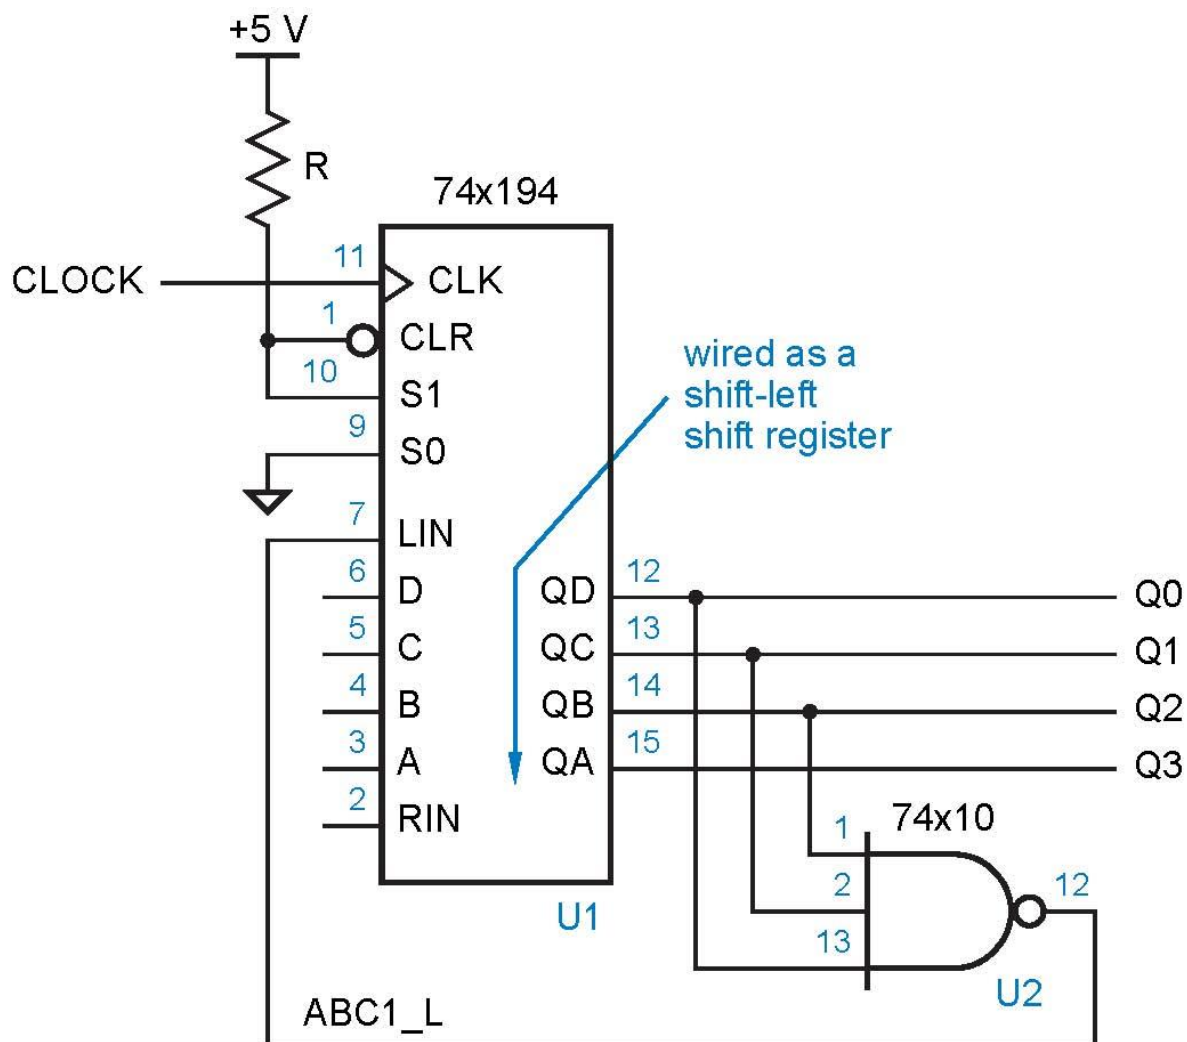 +5 V
R
74x194
CLOCK
11
CLK
1
CLR
10
S1
9
S0
wired as a
shift-left
shift register
7
LIN
6
D
QD
12
Q0
5
C
QC
13
Q1
4
B
QB
14
Q2
3
A
QA
15
Q3
2
RIN
74x10
1
2
13
12
U1
U2
ABC1_L